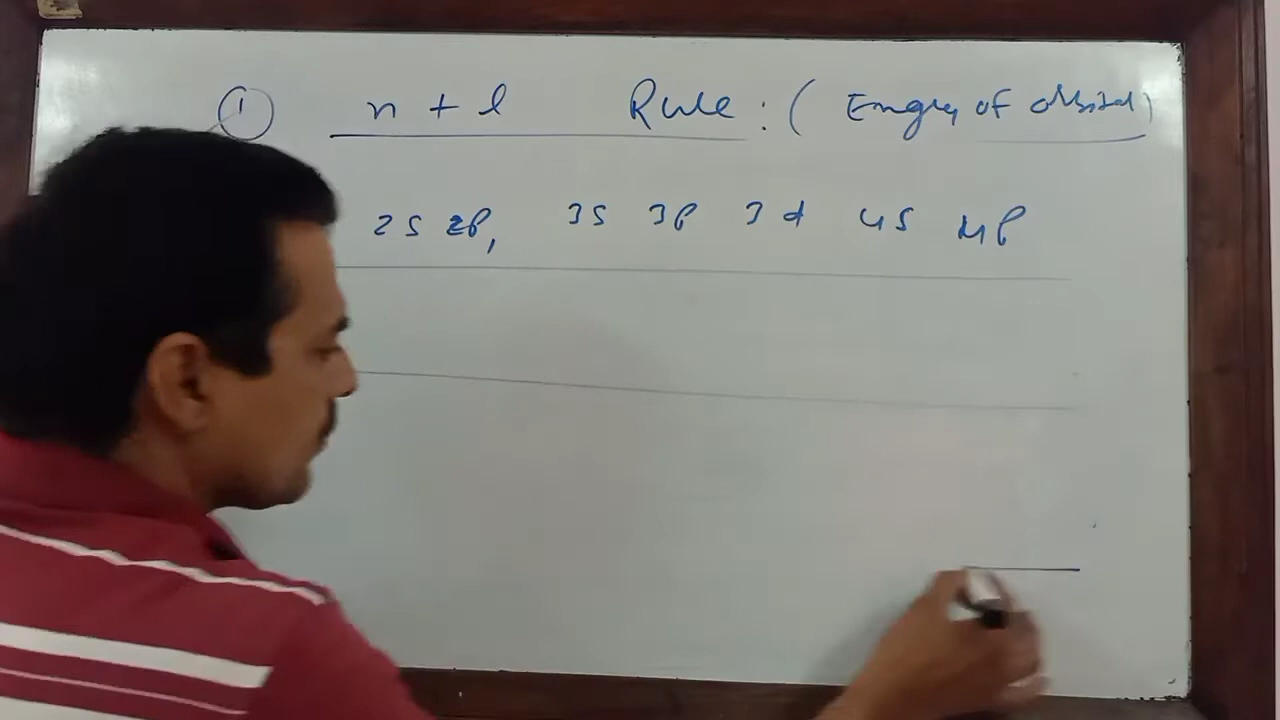 ① n + l Rule : ( Energy of orbital )
2s 2p, 3s 3p 3d 4s 4p